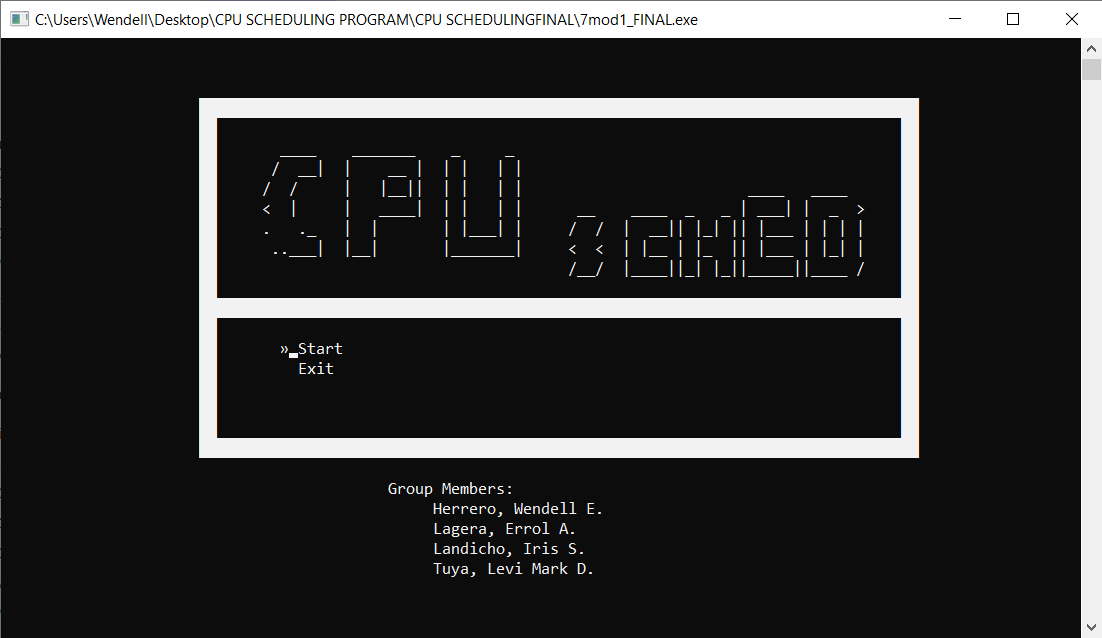 C:\Users\Wendell\Desktop\CPU SCHEDULING PROGRAM\CPU SCHEDULINGFINAL\7mod1_FINAL.exe
CPU SCHED
» Start
Exit
Group Members:
Herrero, Wendell E.
Lagera, Errol A.
Landicho, Iris S.
Tuya, Levi Mark D.